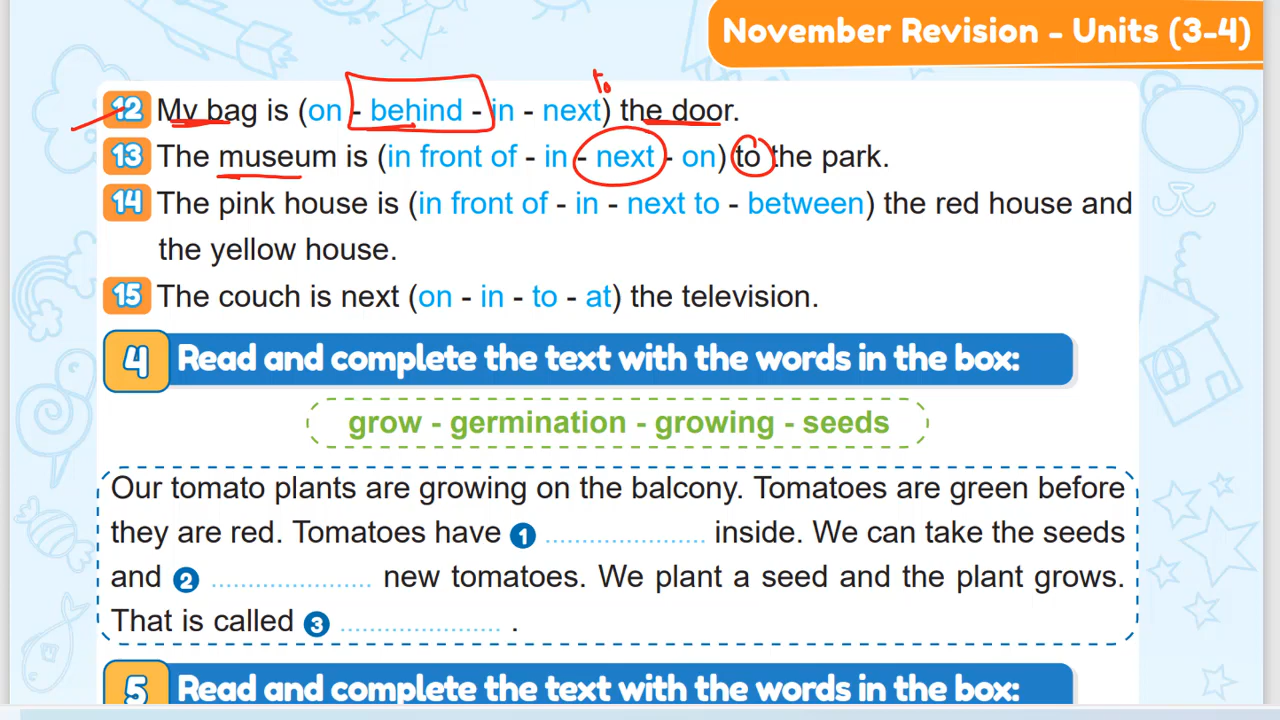 November Revision - Units (3-4)
to
12 My bag is (on - behind - in - next) the door.
13 The museum is (in front of - in - next - on) to the park.
14 The pink house is (in front of - in - next to - between) the red house and
the yellow house.
15 The couch is next (on - in - to - at) the television.
4 Read and complete the text with the words in the box:
grow - germination - growing - seeds
Our tomato plants are growing on the balcony. Tomatoes are green before
they are red. Tomatoes have 1 .................... inside. We can take the seeds
and 2 .................... new tomatoes. We plant a seed and the plant grows.
That is called 3 .................... .
5 Read and complete the text with the words in the box: